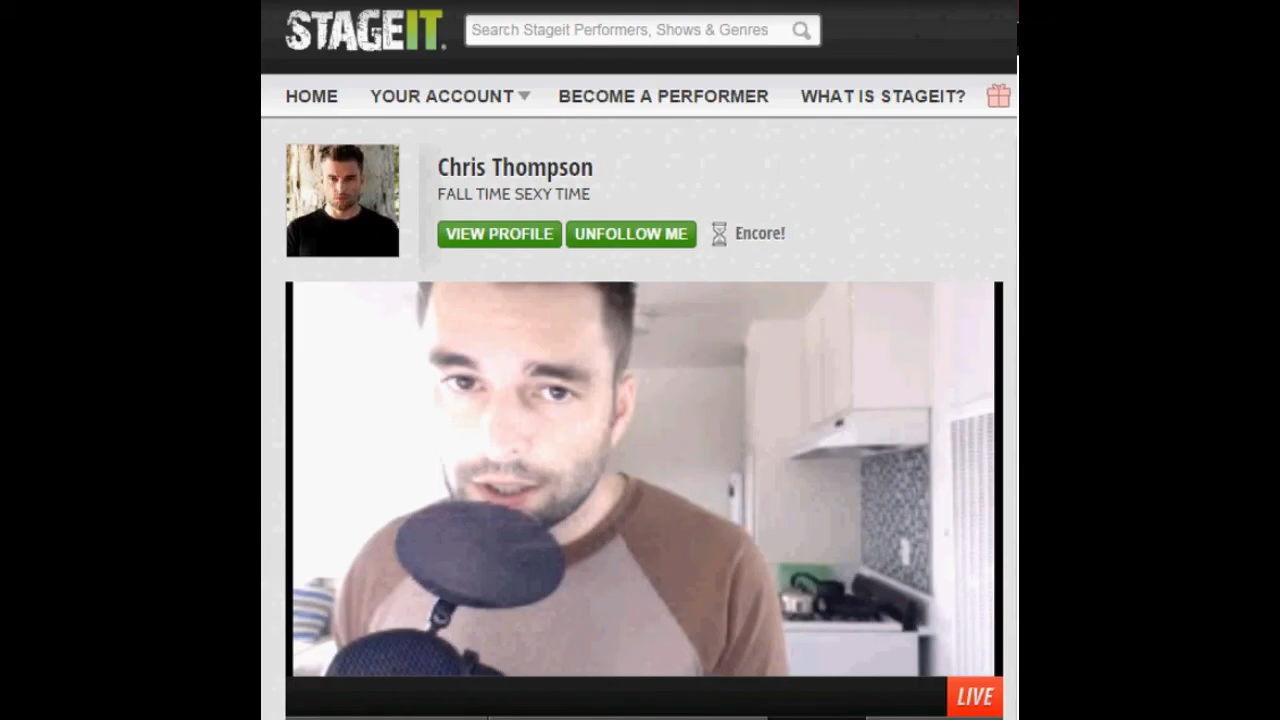 STAGEIT.
Search Stageit Performers, Shows & Genres
HOME YOUR ACCOUNT BECOME A PERFORMER WHAT IS STAGEIT?
Chris Thompson
FALL TIME SEXY TIME
VIEW PROFILE UNFOLLOW ME Encore!
LIVE